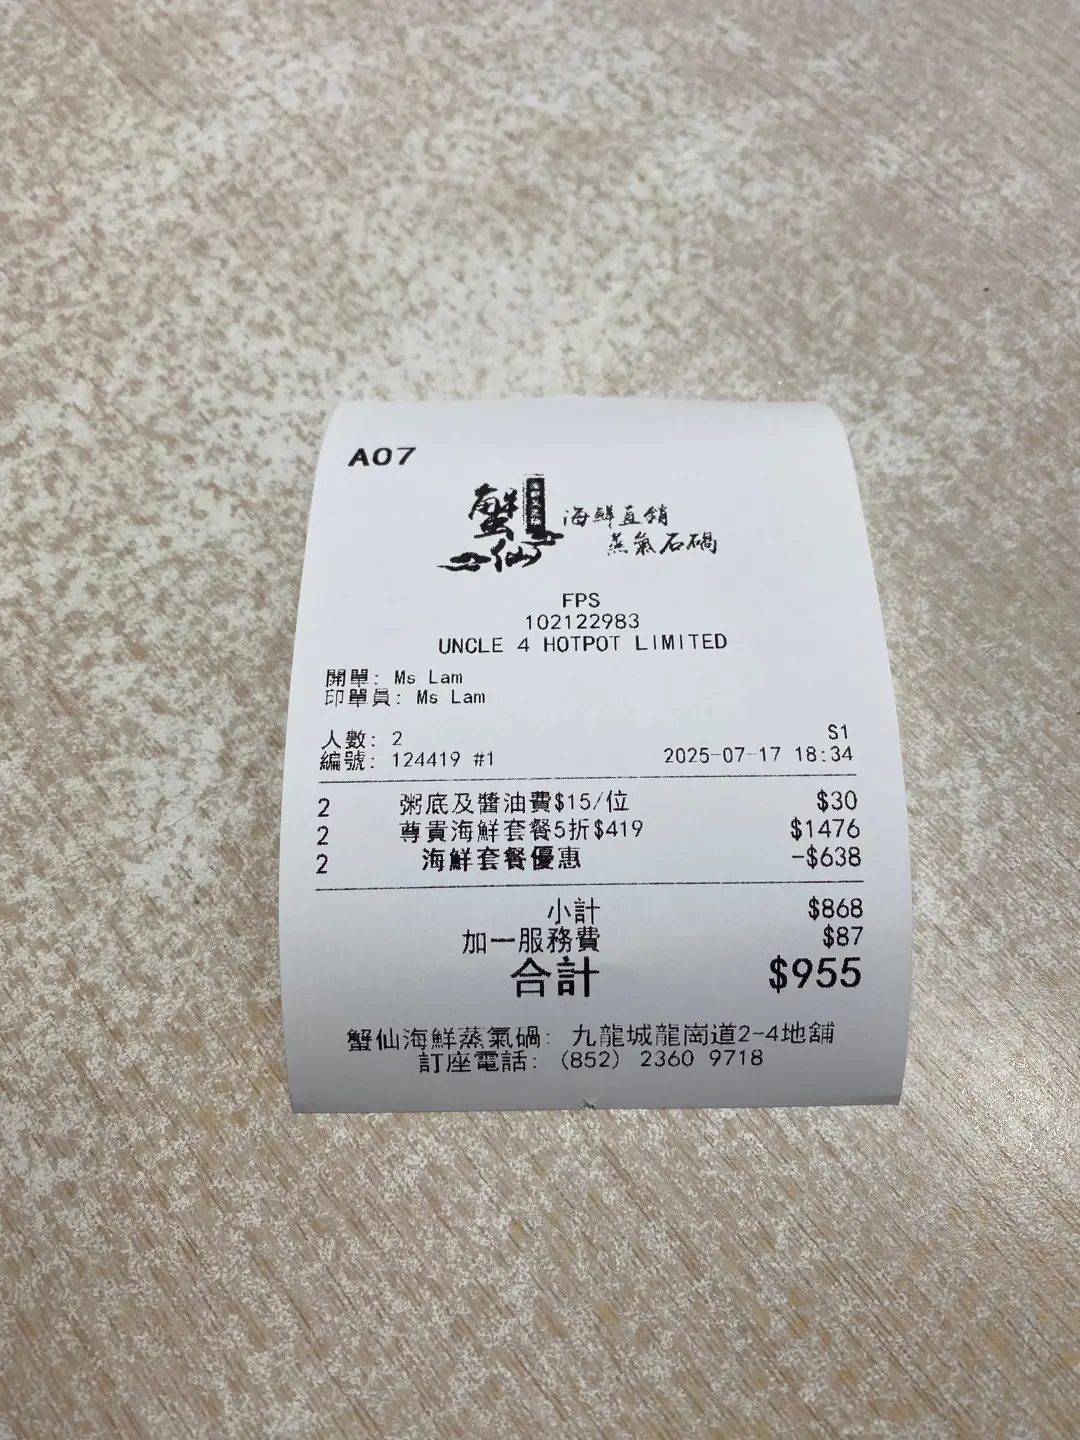 A07
蟹仙 海鮮直銷
蒸氣石鍋
FPS
102122983
UNCLE 4 HOTPOT LIMITED
開單: Ms Lam
印單員: Ms Lam
人數: 2 S1
編號: 124419 #1 2025-07-17 18:34
2 粥底及醬油費$15/位 $30
2 尊貴海鮮套餐5折$419 $1476
2 海鮮套餐優惠 -$638
小計 $868
加一服務費 $87
合計 $955
蟹仙海鮮蒸氣鍋: 九龍城龍崗道2-4地舖
訂座電話: (852) 2360 9718